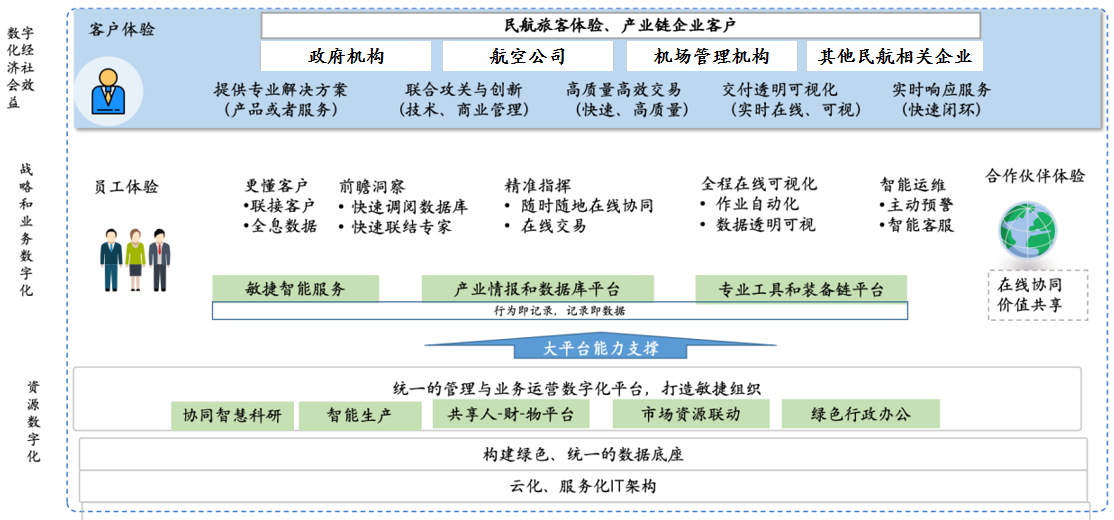 数字
化经
济社
会效
益
客户体验
民航旅客体验、产业链企业客户
政府机构
航空公司
机场管理机构
其他民航相关企业
提供专业解决方案
（产品或者服务）
联合攻关与创新
（技术、商业管理）
高质量高效交易
（快速、高质量）
交付透明可视化
（实时在线、可视）
实时响应服务
（快速闭环）
战略和业务数字化
员工体验
更懂客户
•联接客户
•全息数据
前瞻洞察
• 快速调阅数据库
• 快速联结专家
精准指挥
• 随时随地在线协同
• 在线交易
全程在线可视化
• 作业自动化
• 数据透明可视
智能运维
•主动预警
•智能客服
合作伙伴体验
在线协同
价值共享
敏捷智能服务
产业情报和数据库平台
专业工具和装备链平台
行为即记录，记录即数据
大平台能力支撑
资源数字化
统一的管理与业务运营数字化平台，打造敏捷组织
协同智慧科研
智能生产
共享人-财-物平台
市场资源联动
绿色行政办公
构建绿色、统一的数据底座
云化、服务化IT架构